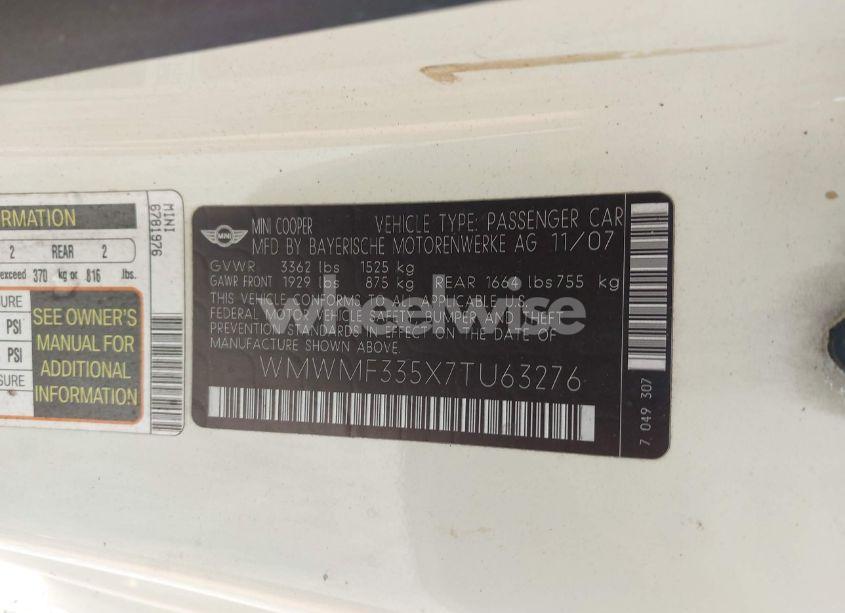 ORMATION
2 REAR 2
exceed 370 kg or 816 lbs.
SURE
PSI
PSI
SURE
SEE OWNER'S
MANUAL FOR
ADDITIONAL
INFORMATION
MINI
6781926
MINI
MINI COOPER VEHICLE TYPE: PASSENGER CAR
MFD BY BAYERISCHE MOTORENWERKE AG 11/07
GVWR 3362 lbs 1525 kg
GAWR FRONT 1929 lbs 875 kg REAR 1664 lbs 755 kg
THIS VEHICLE CONFORMS TO ALL APPLICABLE U.S.
FEDERAL MOTOR VEHICLE SAFETY, BUMPER AND THEFT
PREVENTION STANDARDS IN EFFECT ON THE DATE OF
MANUFACTURE SHOWN ABOVE.
WMWMF335X7TU63276
7 049 307
wheelwise